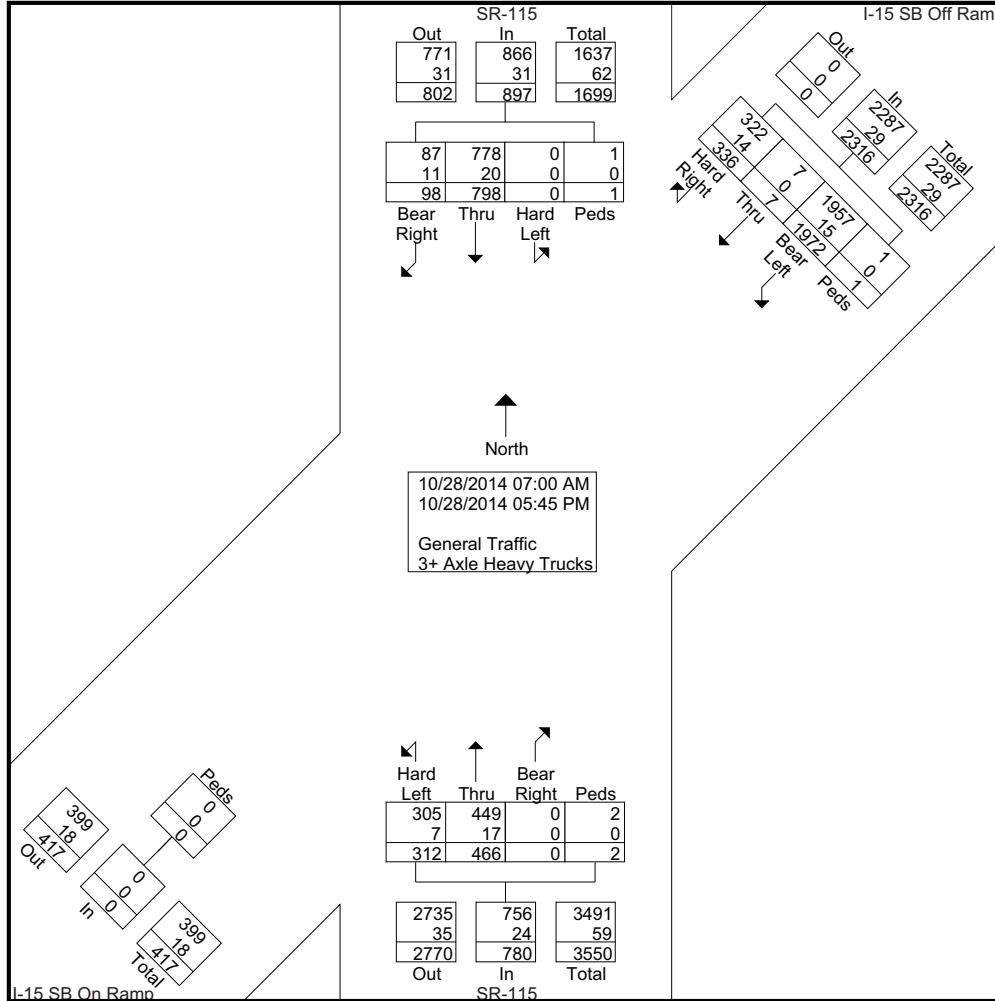 SR-115
I-15 SB Off Ram
Out In Total
771 866 1637
31 31 62
802 897 1699
87 778 0 1
11 20 0 0
98 798 0 1
Bear Right Thru Hard Left Peds
Out
0
0
0
In
2287
29
2316
Total
2287
29
2316
322 7 1957 1
14 0 15 0
336 7 1972 1
Hard Right Thru Bear Left Peds
North
10/28/2014 07:00 AM
10/28/2014 05:45 PM
General Traffic
3+ Axle Heavy Trucks
Hard Left Thru Bear Right Peds
305 449 0 2
7 17 0 0
312 466 0 2
2735 756 3491
35 24 59
2770 780 3550
Out In Total
SR-115
Peds
0
0
0
399
18
417
Out
0
0
0
In
399
18
417
Total
I-15 SB On Ramp